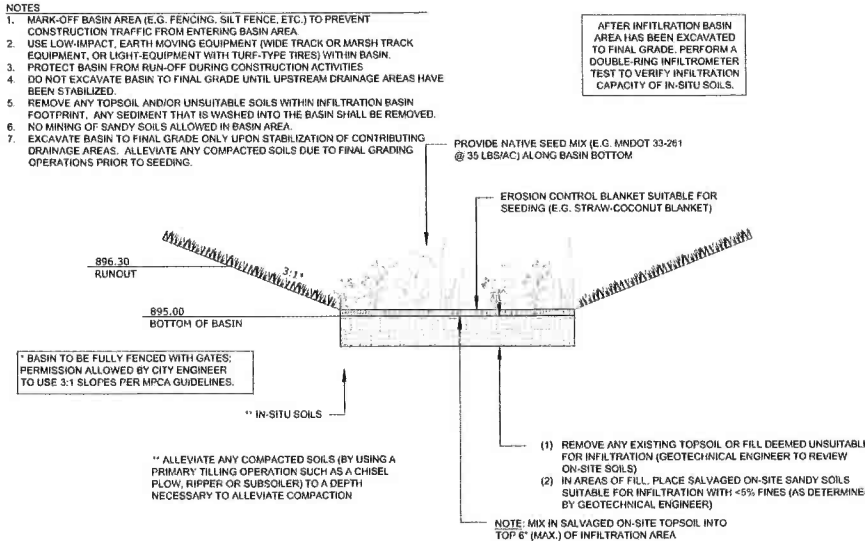 NOTES
1. MARK-OFF BASIN AREA (E.G. FENCING, SILT FENCE, ETC.) TO PREVENT
CONSTRUCTION TRAFFIC FROM ENTERING BASIN AREA.
2. USE LOW-IMPACT, EARTH MOVING EQUIPMENT (WIDE TRACK OR MARSH TRACK
EQUIPMENT, OR LIGHT-EQUIPMENT WITH TURF-TYPE TIRES) WITHIN BASIN.
3. PROTECT BASIN FROM RUN-OFF DURING CONSTRUCTION ACTIVITIES
4. DO NOT EXCAVATE BASIN TO FINAL GRADE UNTIL UPSTREAM DRAINAGE AREAS HAVE
BEEN STABILIZED.
5. REMOVE ANY TOPSOIL AND/OR UNSUITABLE SOILS WITHIN INFILTRATION BASIN
FOOTPRINT, ANY SEDIMENT THAT IS WASHED INTO THE BASIN SHALL BE REMOVED.
6. NO MINING OF SANDY SOILS ALLOWED IN BASIN AREA.
7. EXCAVATE BASIN TO FINAL GRADE ONLY UPON STABILIZATION OF CONTRIBUTING
DRAINAGE AREAS. ALLEVIATE ANY COMPACTED SOILS DUE TO FINAL GRADING
OPERATIONS PRIOR TO SEEDING.
AFTER INFITLRATION BASIN
AREA HAS BEEN EXCAVATED
TO FINAL GRADE, PERFORM A
DOUBLE-RING INFILTROMETER
TEST TO VERIFY INFILTRATION
CAPACITY OF IN-SITU SOILS.
PROVIDE NATIVE SEED MIX (E.G. MNDOT 33-261
@ 35 LBS/AC) ALONG BASIN BOTTOM
EROSION CONTROL BLANKET SUITABLE FOR
SEEDING (E.G. STRAW-COCONUT BLANKET)
896.30
RUNOUT
3:1*
895.00
BOTTOM OF BASIN
* BASIN TO BE FULLY FENCED WITH GATES;
PERMISSION ALLOWED BY CITY ENGINEER
TO USE 3:1 SLOPES PER MPCA GUIDELINES.
** IN-SITU SOILS
** ALLEVIATE ANY COMPACTED SOILS (BY USING A
PRIMARY TILLING OPERATION SUCH AS A CHISEL
PLOW, RIPPER OR SUBSOILER) TO A DEPTH
NECESSARY TO ALLEVIATE COMPACTION
(1) REMOVE ANY EXISTING TOPSOIL OR FILL DEEMED UNSUITABL
FOR INFILTRATION (GEOTECHNICAL ENGINEER TO REVIEW
ON-SITE SOILS)
(2) IN AREAS OF FILL, PLACE SALVAGED ON-SITE SANDY SOILS
SUITABLE FOR INFILTRATION WITH <5% FINES (AS DETERMINE
BY GEOTECHNICAL ENGINEER)
NOTE: MIX IN SALVAGED ON-SITE TOPSOIL INTO
TOP 6" (MAX.) OF INFILTRATION AREA